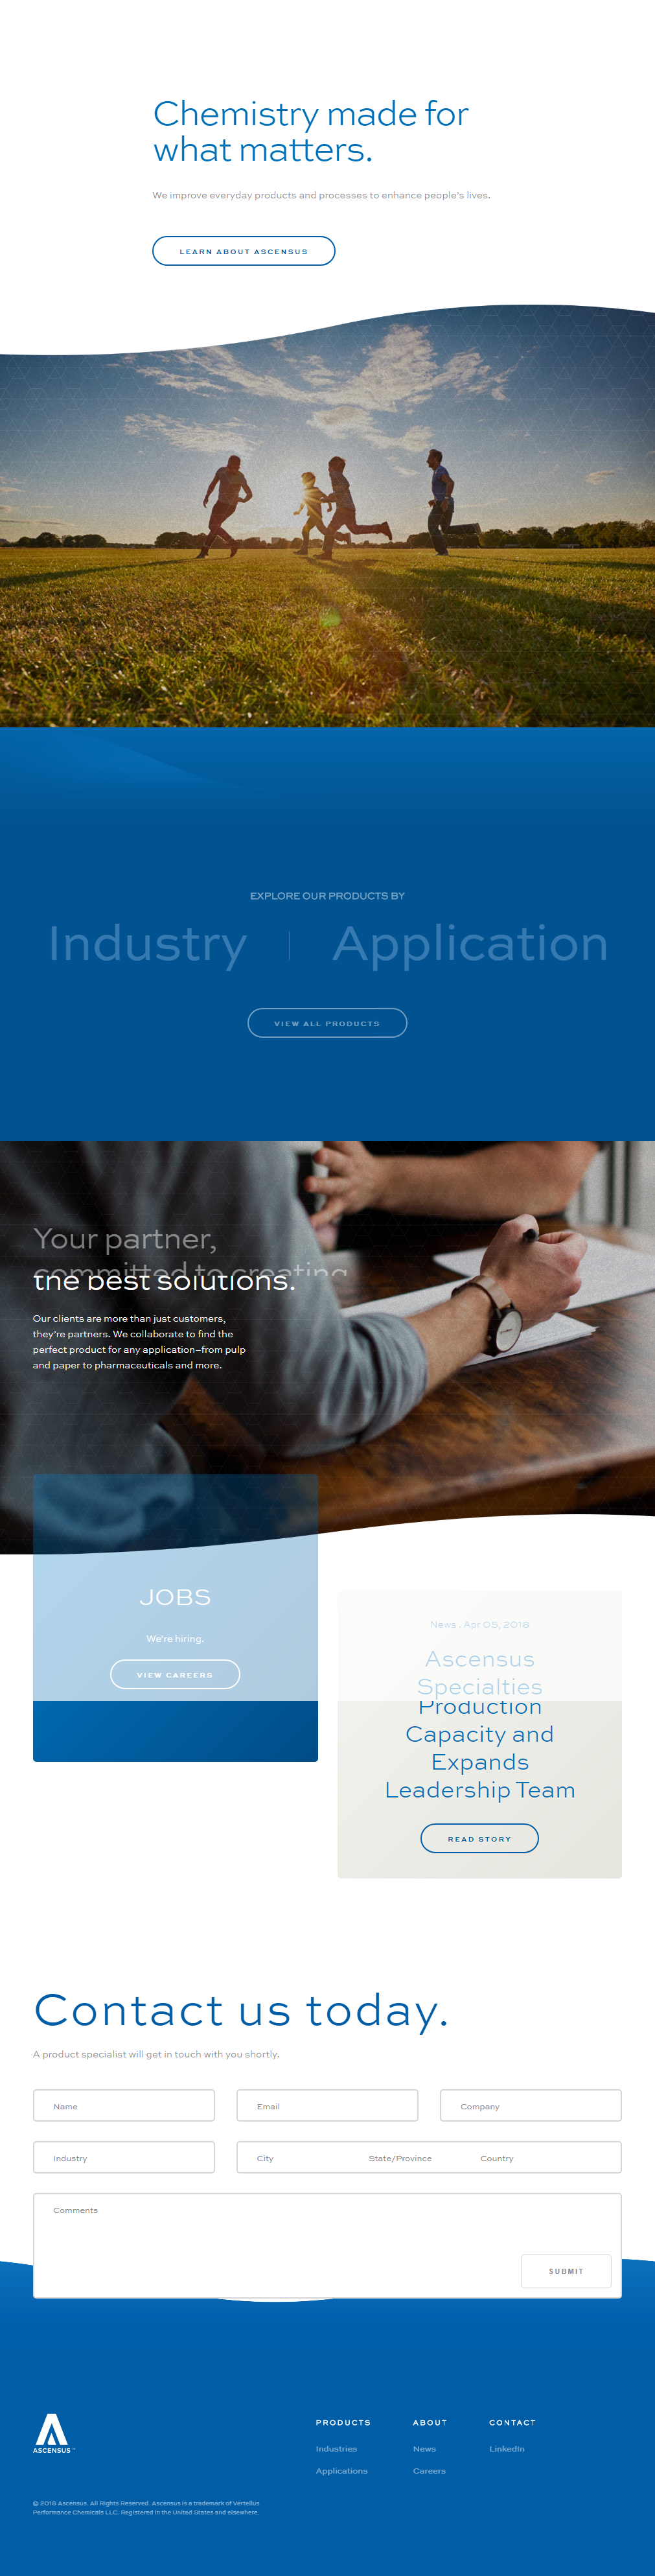 Chemistry made for
what matters.
We improve everyday products and processes to enhance people's lives.
LEARN ABOUT ASCENSUS
EXPLORE OUR PRODUCTS BY
Industry | Application
VIEW ALL PRODUCTS
Your partner,
committed to creating
the best solutions.
Our clients are more than just customers,
they're partners. We collaborate to find the
perfect product for any application–from pulp
and paper to pharmaceuticals and more.
JOBS
We're hiring.
VIEW CAREERS
News . Apr 05, 2018
Ascensus
Specialties
Production
Capacity and
Expands
Leadership Team
READ STORY
Contact us today.
A product specialist will get in touch with you shortly.
Name Email Company
Industry City State/Province Country
Comments
SUBMIT
ASCENSUS™
PRODUCTS ABOUT CONTACT
Industries News LinkedIn
Applications Careers
© 2018 Ascensus. All Rights Reserved. Ascensus is a trademark of Vertellus
Performance Chemicals LLC. Registered in the United States and elsewhere.